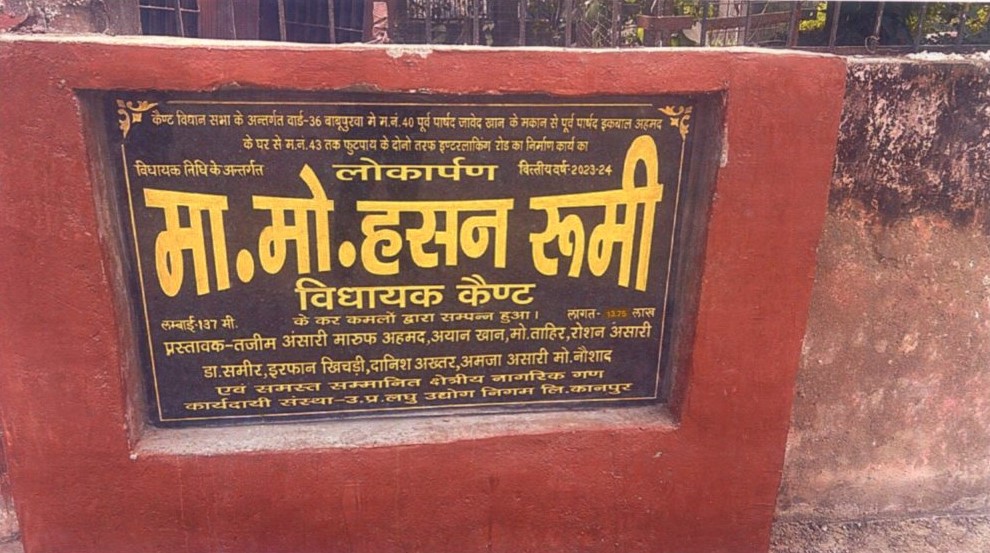 कैण्ट विधान सभा के अन्तर्गत वार्ड-36 बाबूपुरवा मे म.नं.40 पूर्व पार्षद जावेद खान के मकान से पूर्व पार्षद इकबाल अहमद
के घर से म.नं.43 तक फुटपाथ के दोनो तरफ इण्टरलाकिंग रोड का निर्माण कार्य का
विधायक निधि के अन्तर्गत लोकार्पण वित्तीय वर्ष-2023-24
मा.मो.हसन रूमी
विधायक कैण्ट
के कर कमलों द्वारा सम्पन्न हुआ।
लम्बाई-137 मी. लागत- 13.75 लाख
प्रस्तावक-तजीम अंसारी मारुफ अहमद,अयान खान,मो.ताहिर,रोशन अंसारी
डा.समीर,इरफान खिचड़ी,दानिश अख्तर,अमजा असारी मो.नौशाद
एवं समस्त सम्मानित क्षेत्रीय नागरिक गण
कार्यदायी संस्था-उ.प्र.लघु उद्योग निगम लि.कानपुर